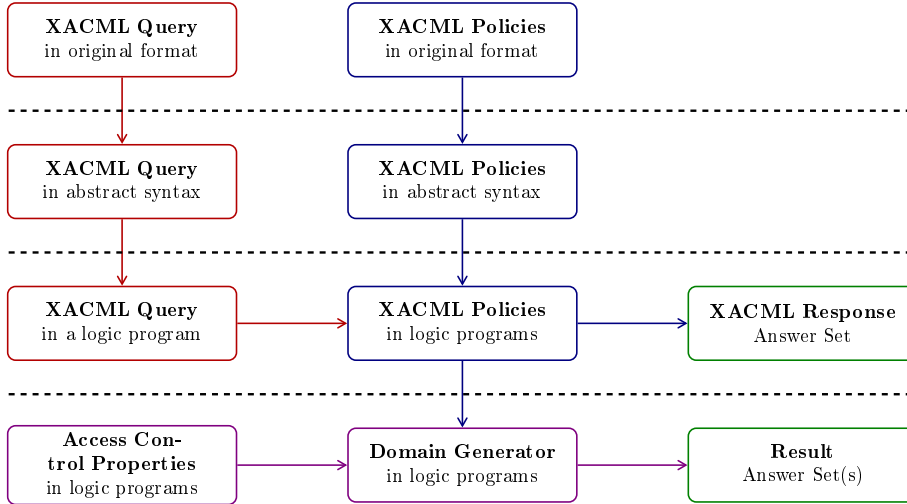 XACML Query
in original format
XACML Policies
in original format
XACML Query
in abstract syntax
XACML Policies
in abstract syntax
XACML Query
in a logic program
XACML Policies
in logic programs
XACML Response
Answer Set
Access Con-
trol Properties
in logic programs
Domain Generator
in logic programs
Result
Answer Set(s)